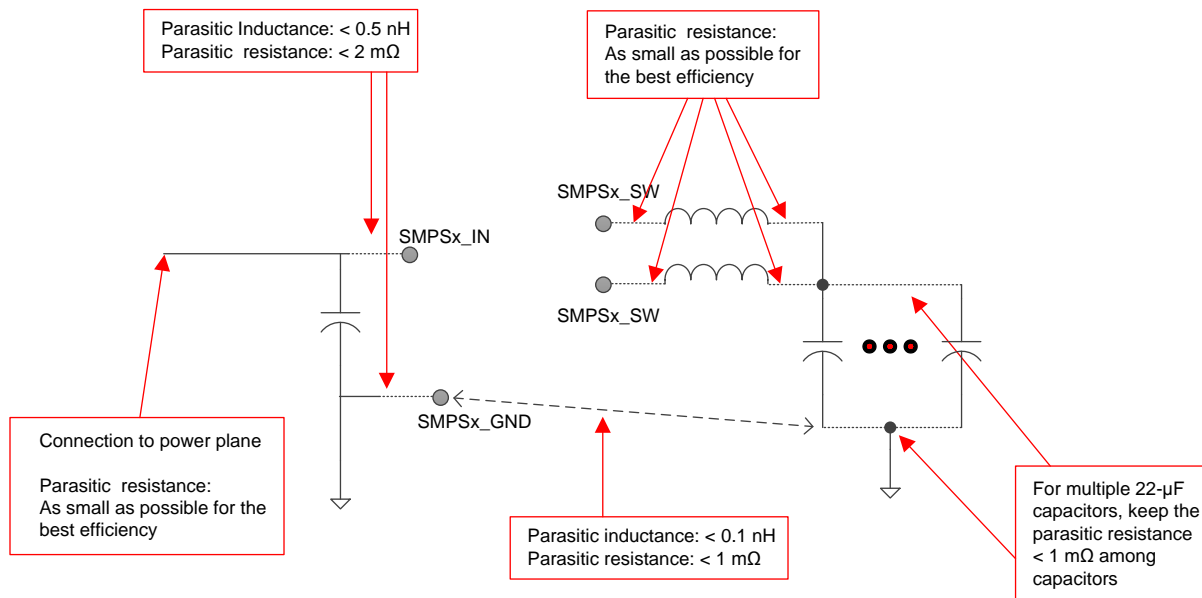 Parasitic Inductance: < 0.5 nH
Parasitic resistance: < 2 mΩ
Parasitic resistance:
As small as possible for
the best efficiency
SMPSx_SW
SMPSx_IN
SMPSx_SW
SMPSx_GND
Connection to power plane
Parasitic resistance:
As small as possible for the
best efficiency
Parasitic inductance: < 0.1 nH
Parasitic resistance: < 1 mΩ
For multiple 22-μF
capacitors, keep the
parasitic resistance
< 1 mΩ among
capacitors